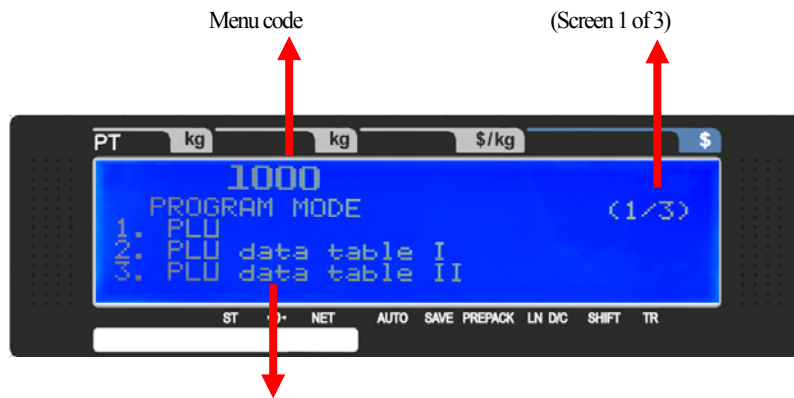 Menu code (Screen 1 of 3)
PT kg kg $/kg $
1000
PROGRAM MODE (1/3)
1. PLU
2. PLU data table I
3. PLU data table II
ST NET AUTO SAVE PREPACK LN D/C SHIFT TR